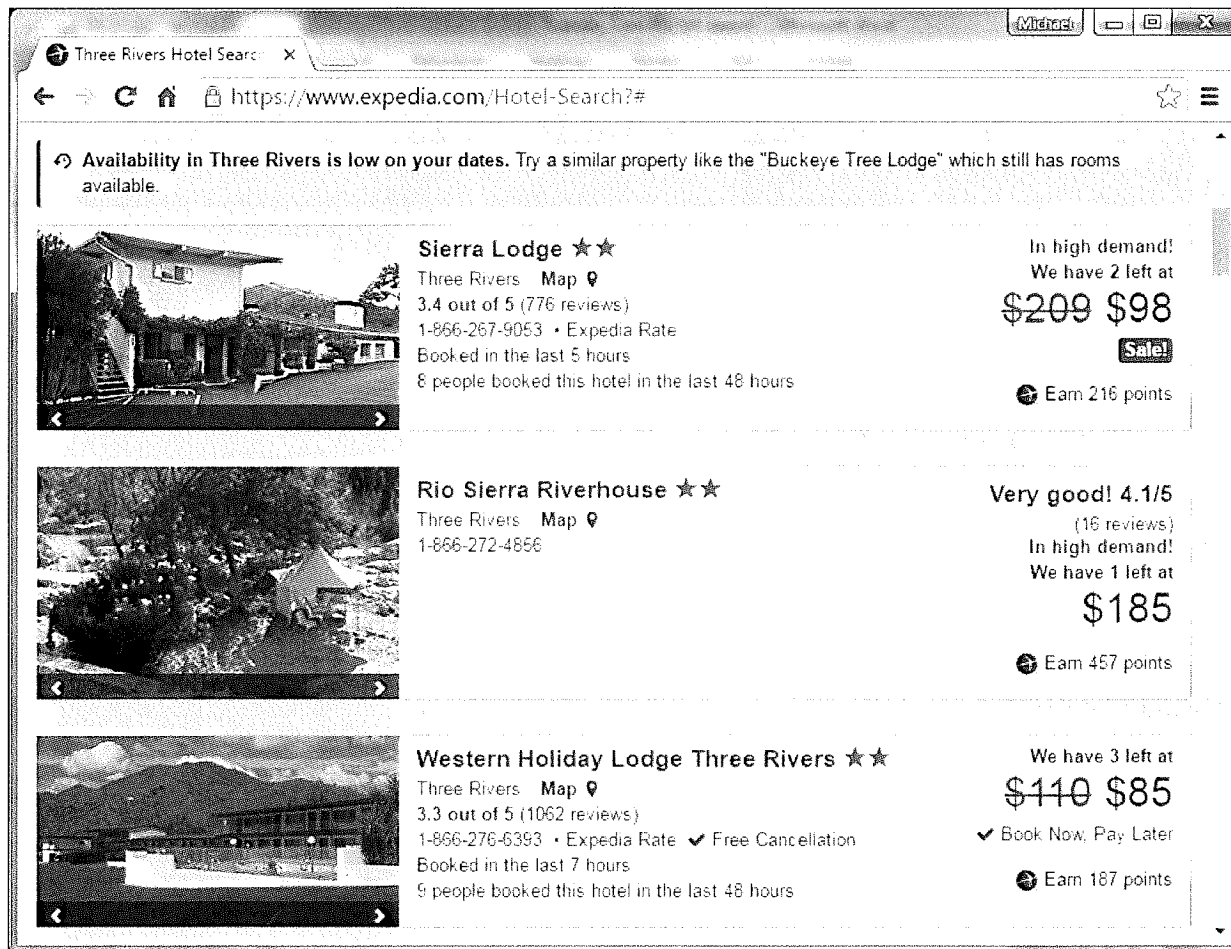 Michael
Three Rivers Hotel Searc
https://www.expedia.com/Hotel-Search?#
Availability in Three Rivers is low on your dates. Try a similar property like the "Buckeye Tree Lodge" which still has rooms
available.
Sierra Lodge
Three Rivers Map
3.4 out of 5 (776 reviews)
1-866-267-9053 • Expedia Rate
Booked in the last 5 hours
8 people booked this hotel in the last 48 hours
In high demand!
We have 2 left at
$209 $98
Sale!
Earn 216 points
Rio Sierra Riverhouse
Three Rivers Map
1-866-272-4856
Very good! 4.1/5
(16 reviews)
In high demand!
We have 1 left at
$185
Earn 457 points
Western Holiday Lodge Three Rivers
Three Rivers Map
3.3 out of 5 (1062 reviews)
1-866-276-6393 • Expedia Rate ✔ Free Cancellation
Booked in the last 7 hours
9 people booked this hotel in the last 48 hours
We have 3 left at
$110 $85
✔ Book Now, Pay Later
Earn 187 points